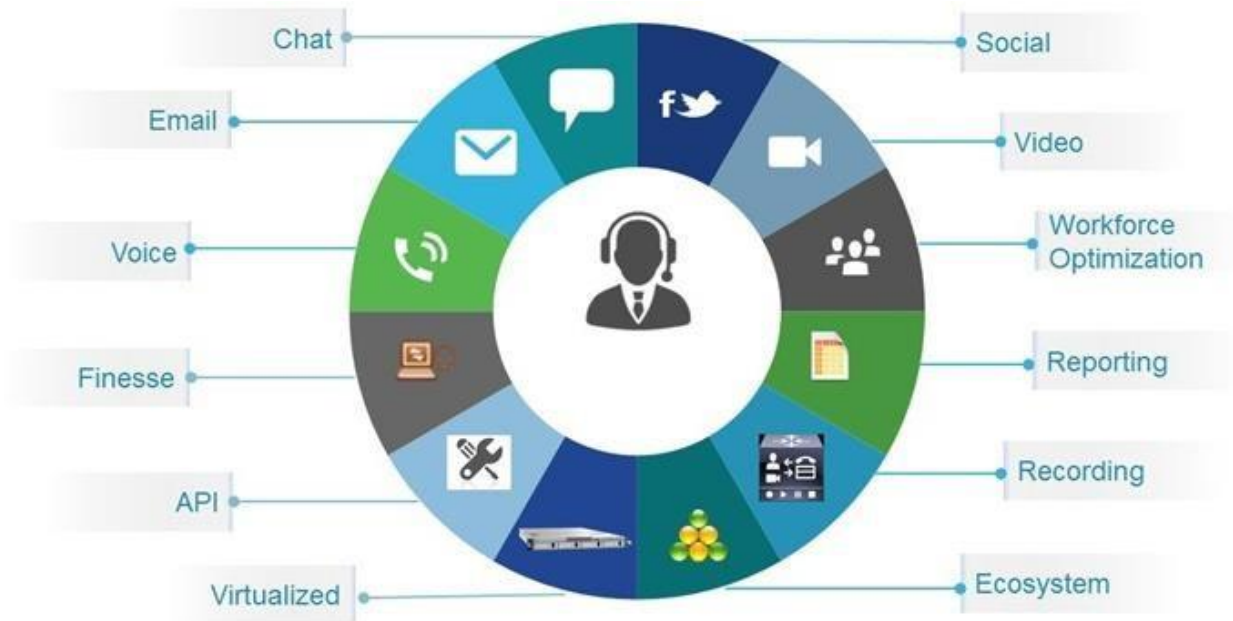 Chat
Social
Email
Video
Voice
Workforce
Optimization
Finesse
Reporting
API
Recording
Virtualized
Ecosystem